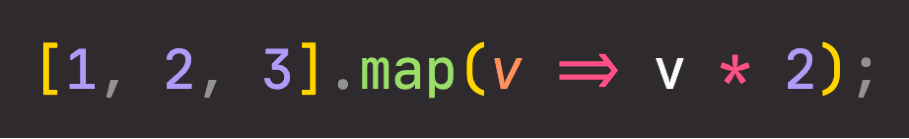 [1, 2, 3].map(v => v * 2);